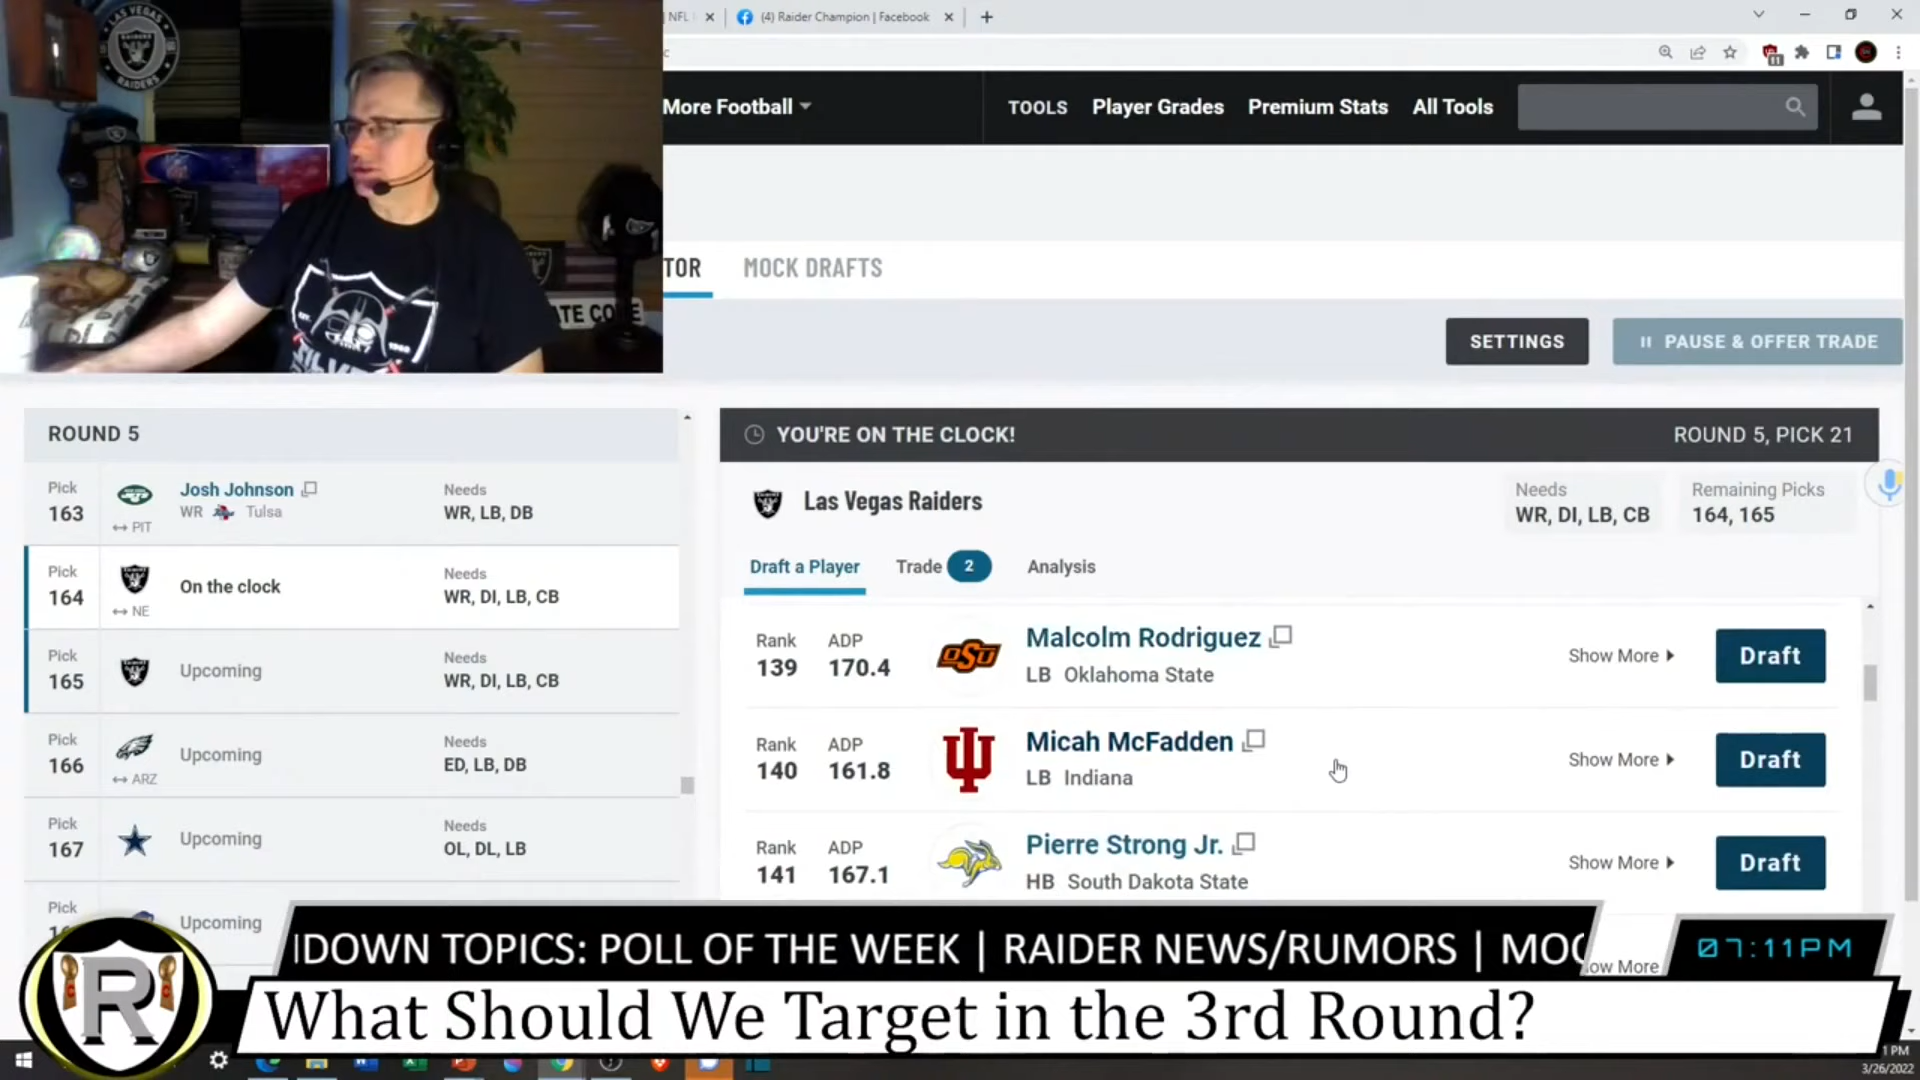 NFL
(4) Raider Champion | Facebook
LAS VEGAS
RAIDERS
More Football
TOOLS
Player Grades
Premium Stats
All Tools
TOR
MOCK DRAFTS
SETTINGS
PAUSE & OFFER TRADE
ROUND 5
Pick
163
PIT
Josh Johnson
WR Tulsa
Needs
WR, LB, DB
Pick
164
NE
On the clock
Needs
WR, DI, LB, CB
Pick
165
Upcoming
Needs
WR, DI, LB, CB
Pick
166
ARZ
Upcoming
Needs
ED, LB, DB
Pick
167
Upcoming
Needs
OL, DL, LB
Pick
Upcoming
YOU'RE ON THE CLOCK!
ROUND 5, PICK 21
Las Vegas Raiders
Needs
WR, DI, LB, CB
Remaining Picks
164, 165
Draft a Player
Trade 2
Analysis
Rank
139
ADP
170.4
OSU
Malcolm Rodriguez
LB Oklahoma State
Show More
Draft
Rank
140
ADP
161.8
Micah McFadden
LB Indiana
Show More
Draft
Rank
141
ADP
167.1
Pierre Strong Jr.
HB South Dakota State
Show More
Draft
ow More
IDOWN TOPICS: POLL OF THE WEEK | RAIDER NEWS/RUMORS | MOC
07:11PM
R
What Should We Target in the 3rd Round?
1 PM
3/26/2022